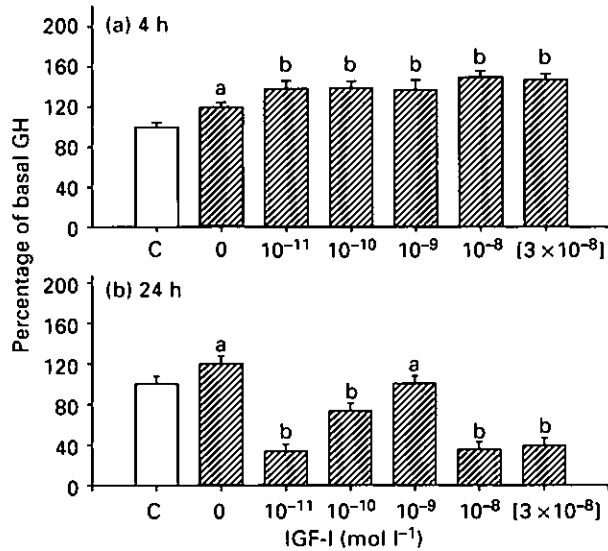 Percentage of basal GH
(a) 4 h
200
160
120
80
40
0
a
b
b
b
b
b
C 0 10⁻¹¹ 10⁻¹⁰ 10⁻⁹ 10⁻⁸ [3 × 10⁻⁸]
(b) 24 h
200
160
120
80
40
0
a
b
b
a
b
b
C 0 10⁻¹¹ 10⁻¹⁰ 10⁻⁹ 10⁻⁸ [3 × 10⁻⁸]
IGF-I (mol l⁻¹)